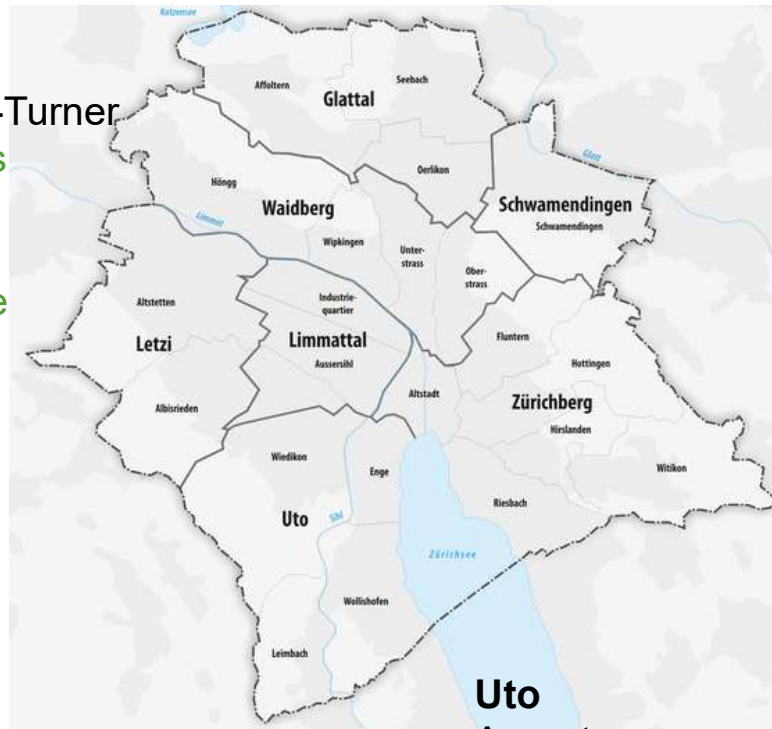 Katzensee
Affoltern
Seebach
Glattal
-Turner
s
Oerlikon
Glatt
Höngg
Waidberg
Schwamendingen
Schwamendingen
Limmat
Wipkingen
Unter-
strass
Ober-
strass
e
Altstetten
Industrie-
quartier
Letzi
Limmattal
Fluntern
Hottingen
Aussersihl
Altstadt
Zürichberg
Albisrieden
Hirslanden
Wiedikon
Enge
Witikon
Uto
Sihl
Riesbach
Zürichsee
Wollishofen
Leimbach
Uto